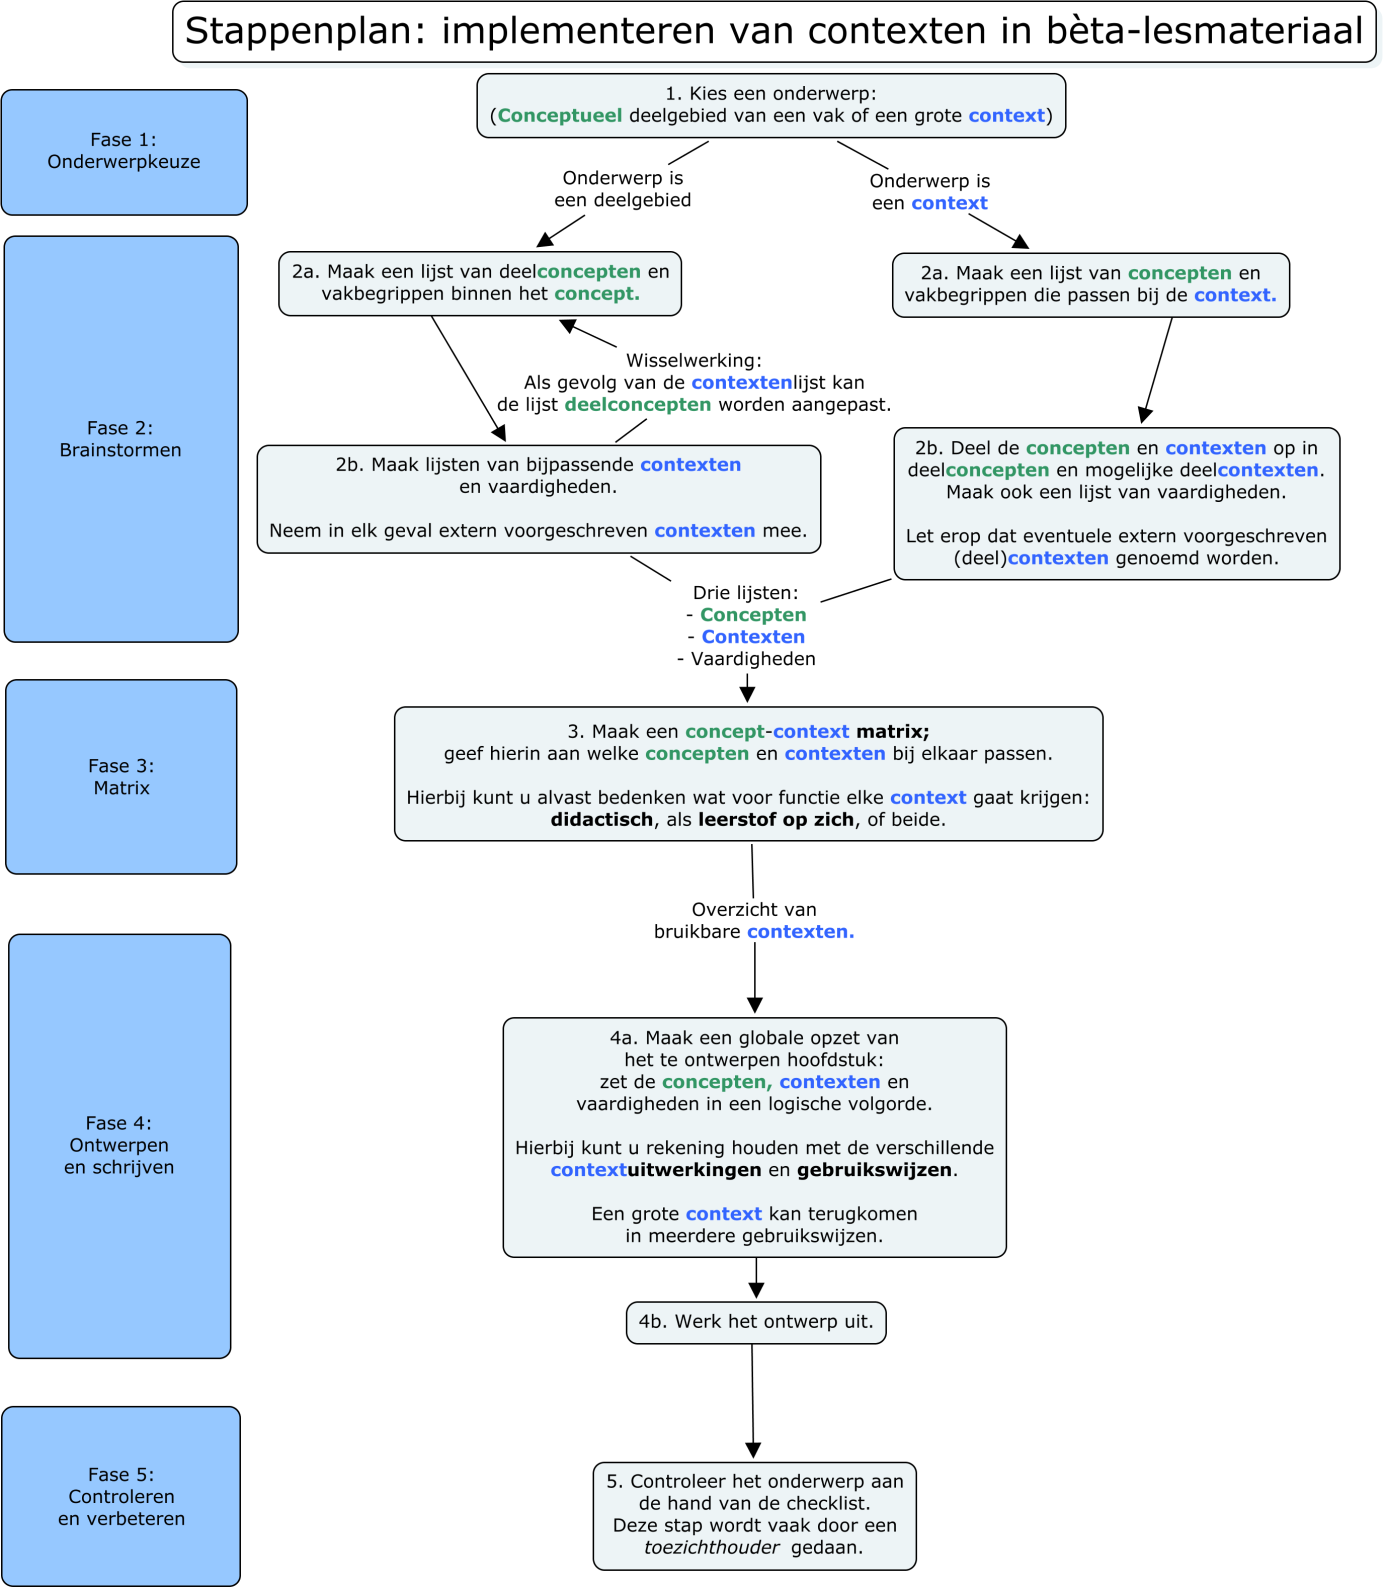 Stappenplan: implementeren van contexten in bèta-lesmateriaal
Fase 1:
Onderwerpkeuze
1. Kies een onderwerp:
(Conceptueel deelgebied van een vak of een grote context)
Onderwerp is
een deelgebied
Onderwerp is
een context
Fase 2:
Brainstormen
2a. Maak een lijst van deelconcepten en
vakbegrippen binnen het concept.
2a. Maak een lijst van concepten en
vakbegrippen die passen bij de context.
Wisselwerking:
Als gevolg van de contextenlijst kan
de lijst deelconcepten worden aangepast.
2b. Maak lijsten van bijpassende contexten
en vaardigheden.
Neem in elk geval extern voorgeschreven contexten mee.
2b. Deel de concepten en contexten op in
deelconcepten en mogelijke deelcontexten.
Maak ook een lijst van vaardigheden.
Let erop dat eventuele extern voorgeschreven
(deel)contexten genoemd worden.
Drie lijsten:
- Concepten
- Contexten
- Vaardigheden
Fase 3:
Matrix
3. Maak een concept-context matrix;
geef hierin aan welke concepten en contexten bij elkaar passen.
Hierbij kunt u alvast bedenken wat voor functie elke context gaat krijgen:
didactisch, als leerstof op zich, of beide.
Overzicht van
bruikbare contexten.
Fase 4:
Ontwerpen
en schrijven
4a. Maak een globale opzet van
het te ontwerpen hoofdstuk:
zet de concepten, contexten en
vaardigheden in een logische volgorde.
Hierbij kunt u rekening houden met de verschillende
contextuitwerkingen en gebruikswijzen.
Een grote context kan terugkomen
in meerdere gebruikswijzen.
4b. Werk het ontwerp uit.
Fase 5:
Controleren
en verbeteren
5. Controleer het onderwerp aan
de hand van de checklist.
Deze stap wordt vaak door een
toezichthouder gedaan.